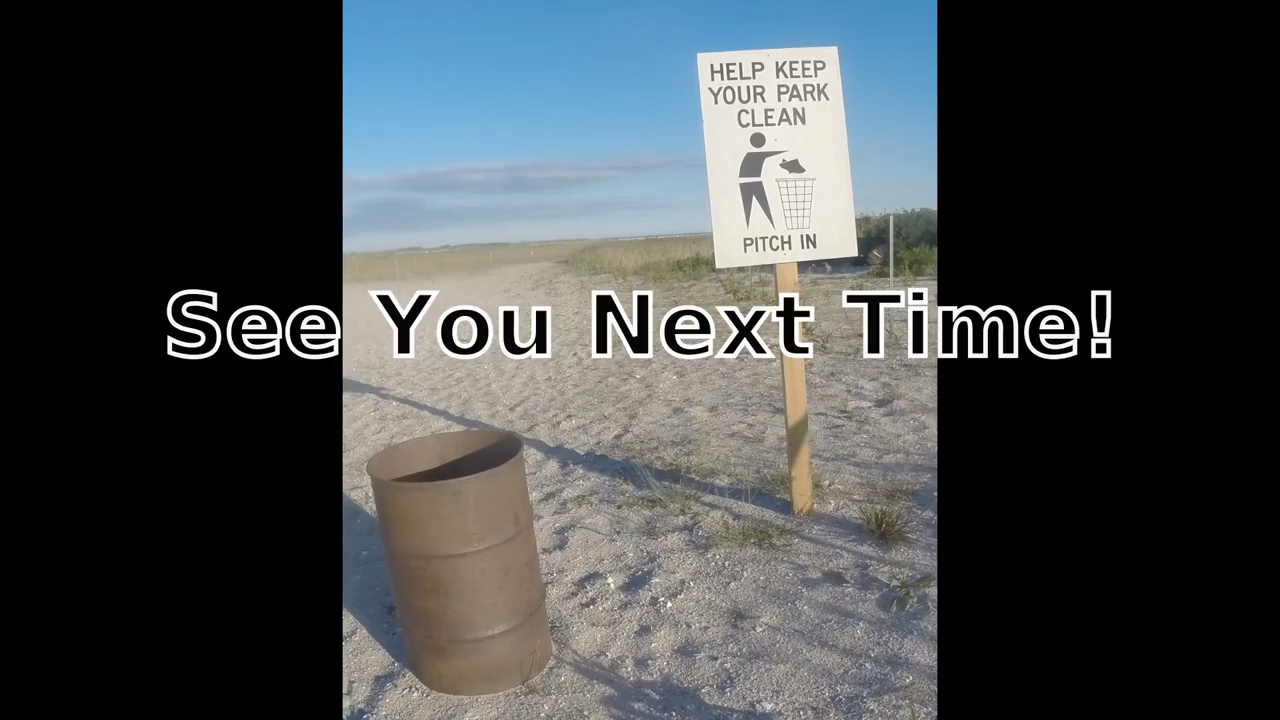 HELP KEEP
YOUR PARK
CLEAN
PITCH IN
See You Next Time!